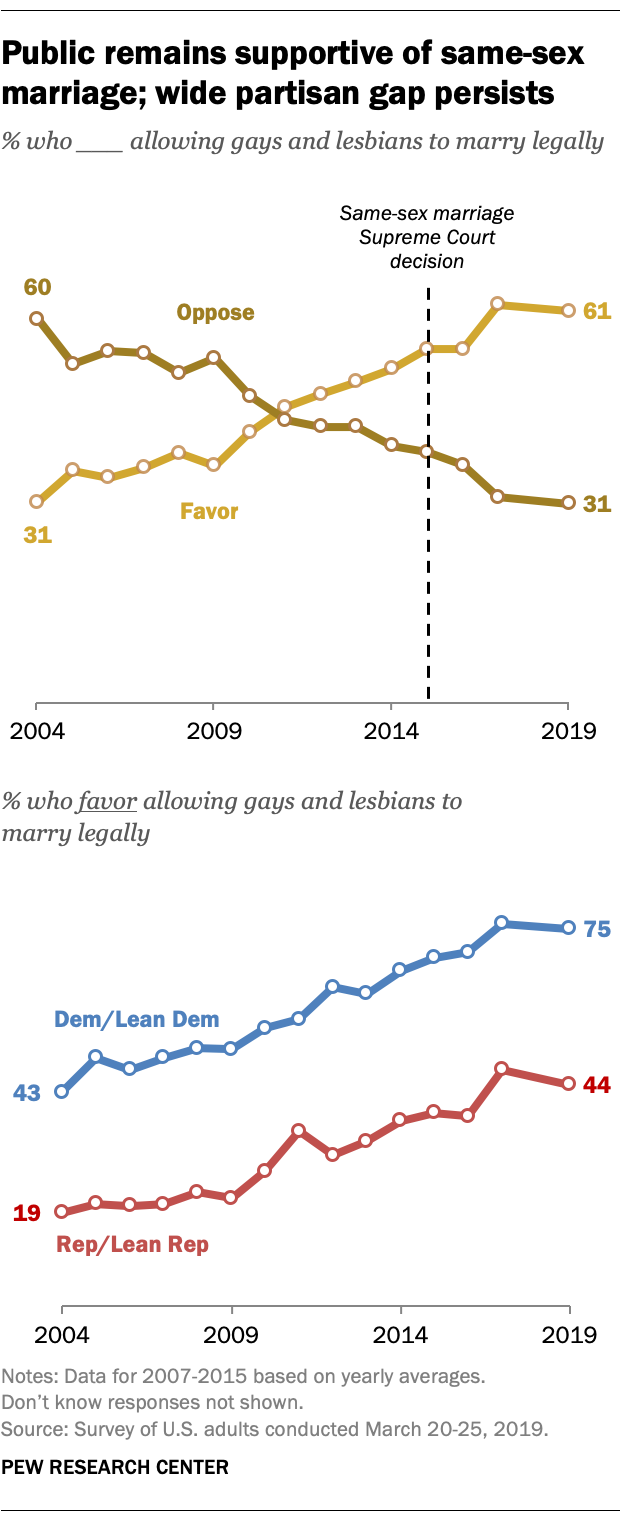 Public remains supportive of same-sex
marriage; wide partisan gap persists
% who ___ allowing gays and lesbians to marry legally
Same-sex marriage
Supreme Court
decision
60
Oppose
61
Favor
31
31
2004 2009 2014 2019
% who favor allowing gays and lesbians to
marry legally
75
Dem/Lean Dem
43
44
19
Rep/Lean Rep
2004 2009 2014 2019
Notes: Data for 2007-2015 based on yearly averages.
Don’t know responses not shown.
Source: Survey of U.S. adults conducted March 20-25, 2019.
PEW RESEARCH CENTER